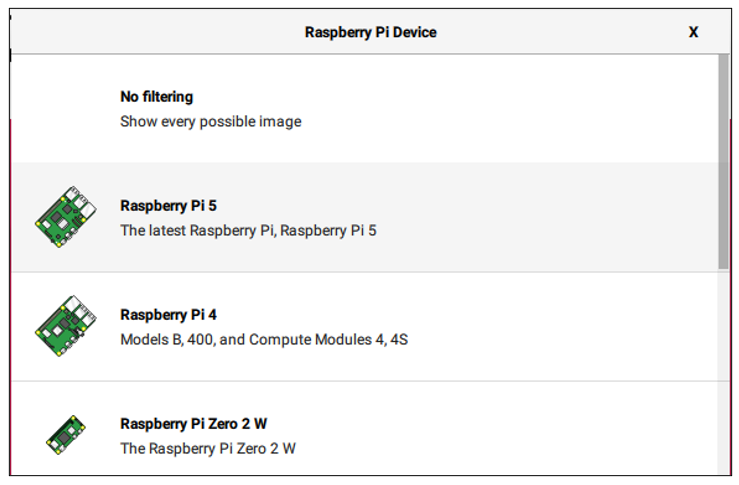 Raspberry Pi Device
X
No filtering
Show every possible image
Raspberry Pi 5
The latest Raspberry Pi, Raspberry Pi 5
Raspberry Pi 4
Models B, 400, and Compute Modules 4, 4S
Raspberry Pi Zero 2 W
The Raspberry Pi Zero 2 W